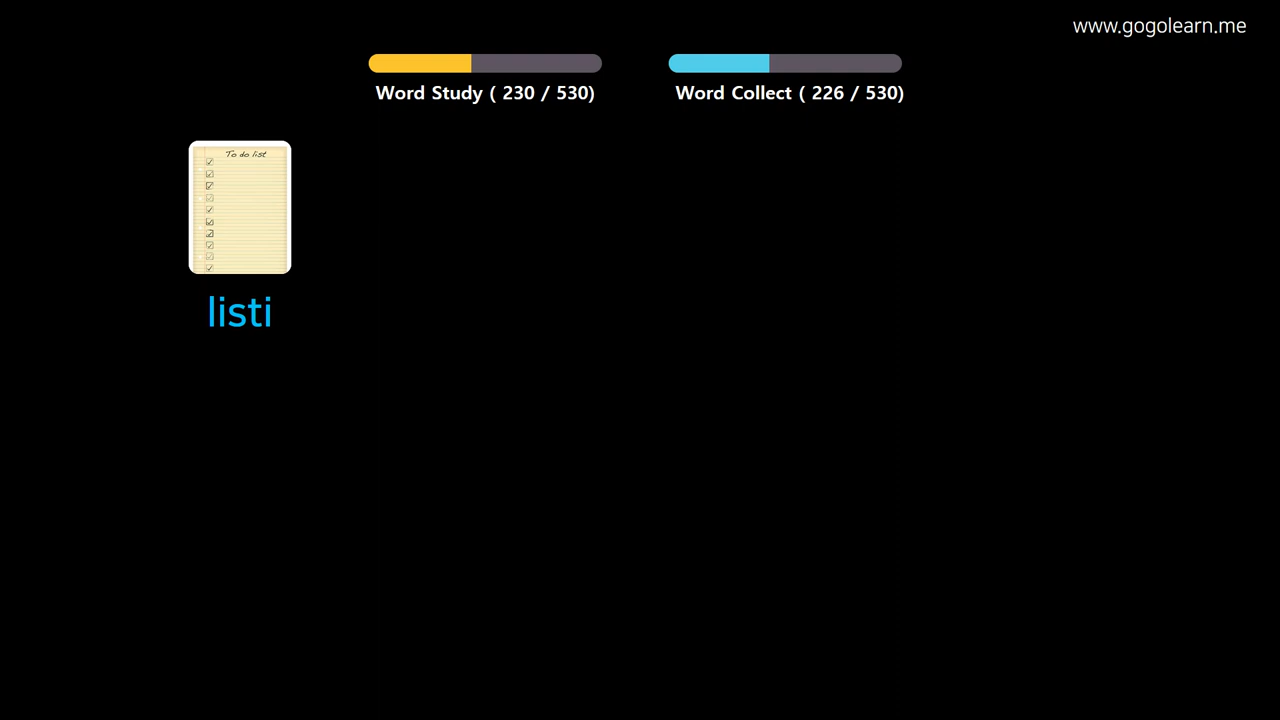 www.gogolearn.me
Word Study ( 230 / 530)
Word Collect ( 226 / 530)
To do list
listi